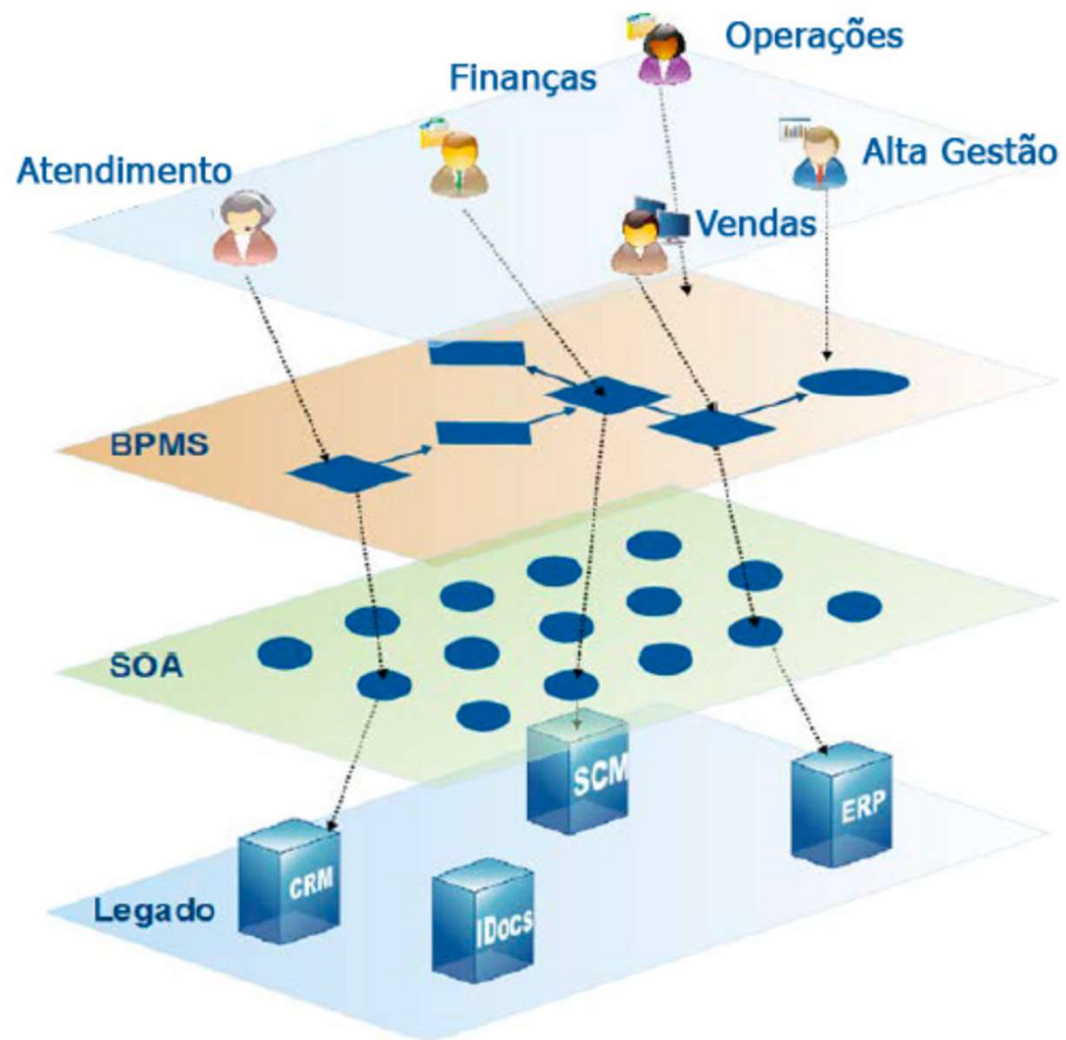 Operações
Finanças
Alta Gestão
Atendimento
Vendas
BPMS
SOA
SCM
ERP
CRM
Legado
IDocs